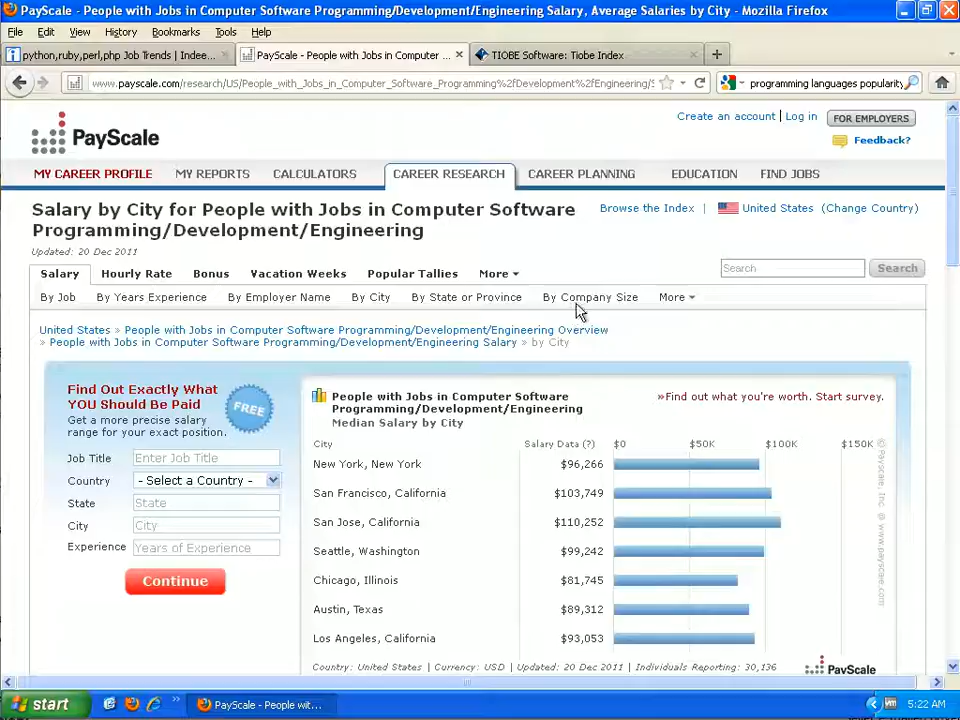 PayScale - People with Jobs in Computer Software Programming/Development/Engineering Salary, Average Salaries by City - Mozilla Firefox
File Edit View History Bookmarks Tools Help
python,ruby,perl,php Job Trends | Indee...
PayScale - People with Jobs in Computer ...
TIOBE Software: Tiobe Index
www.payscale.com/research/US/People_with_Jobs_in_Computer_Software_Programming%2fDevelopment%2fEngineering/S
programming languages popularity
Create an account | Log in
FOR EMPLOYERS
PayScale
Feedback?
MY CAREER PROFILE MY REPORTS CALCULATORS CAREER RESEARCH CAREER PLANNING EDUCATION FIND JOBS
Salary by City for People with Jobs in Computer Software
Programming/Development/Engineering
Browse the Index | United States (Change Country)
Updated: 20 Dec 2011
Salary Hourly Rate Bonus Vacation Weeks Popular Tallies More
Search Search
By Job By Years Experience By Employer Name By City By State or Province By Company Size More
United States » People with Jobs in Computer Software Programming/Development/Engineering Overview
» People with Jobs in Computer Software Programming/Development/Engineering Salary » by City
Find Out Exactly What
YOU Should Be Paid
FREE
Get a more precise salary
range for your exact position.
Job Title Enter Job Title
Country - Select a Country -
State State
City City
Experience Years of Experience
Continue
People with Jobs in Computer Software
Programming/Development/Engineering
Median Salary by City
»Find out what you're worth. Start survey.
City Salary Data (?) $0 $50K $100K $150K
New York, New York $96,266
San Francisco, California $103,749
San Jose, California $110,252
Seattle, Washington $99,242
Chicago, Illinois $81,745
Austin, Texas $89,312
Los Angeles, California $93,053
© Payscale, Inc. @ www.payscale.com
Country: United States | Currency: USD | Updated: 20 Dec 2011 | Individuals Reporting: 30,136
PayScale
start
PayScale - People wit...
5:22 AM